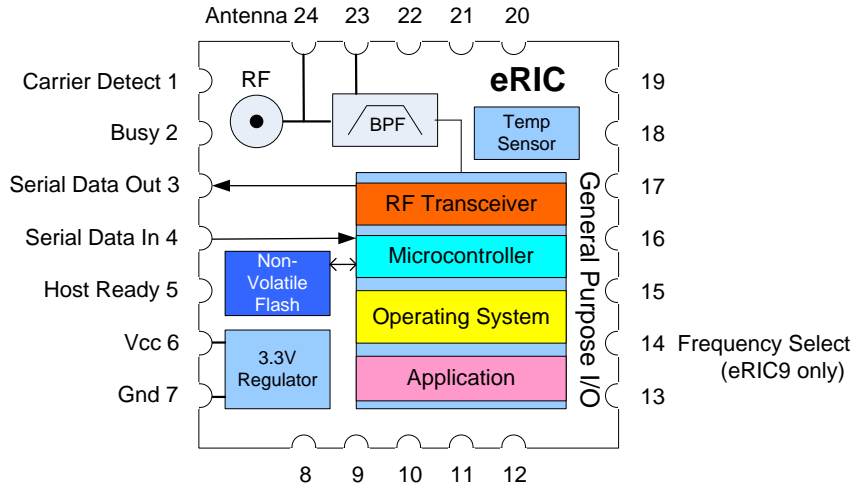 Antenna 24 23 22 21 20
Carrier Detect 1
Busy 2
Serial Data Out 3
Serial Data In 4
Host Ready 5
Vcc 6
Gnd 7
RF
BPF
eRIC
Temp
Sensor
RF Transceiver
Microcontroller
Operating System
Application
Non-
Volatile
Flash
3.3V
Regulator
General Purpose I/O
19
18
17
16
15
14 Frequency Select
(eRIC9 only)
13
8 9 10 11 12